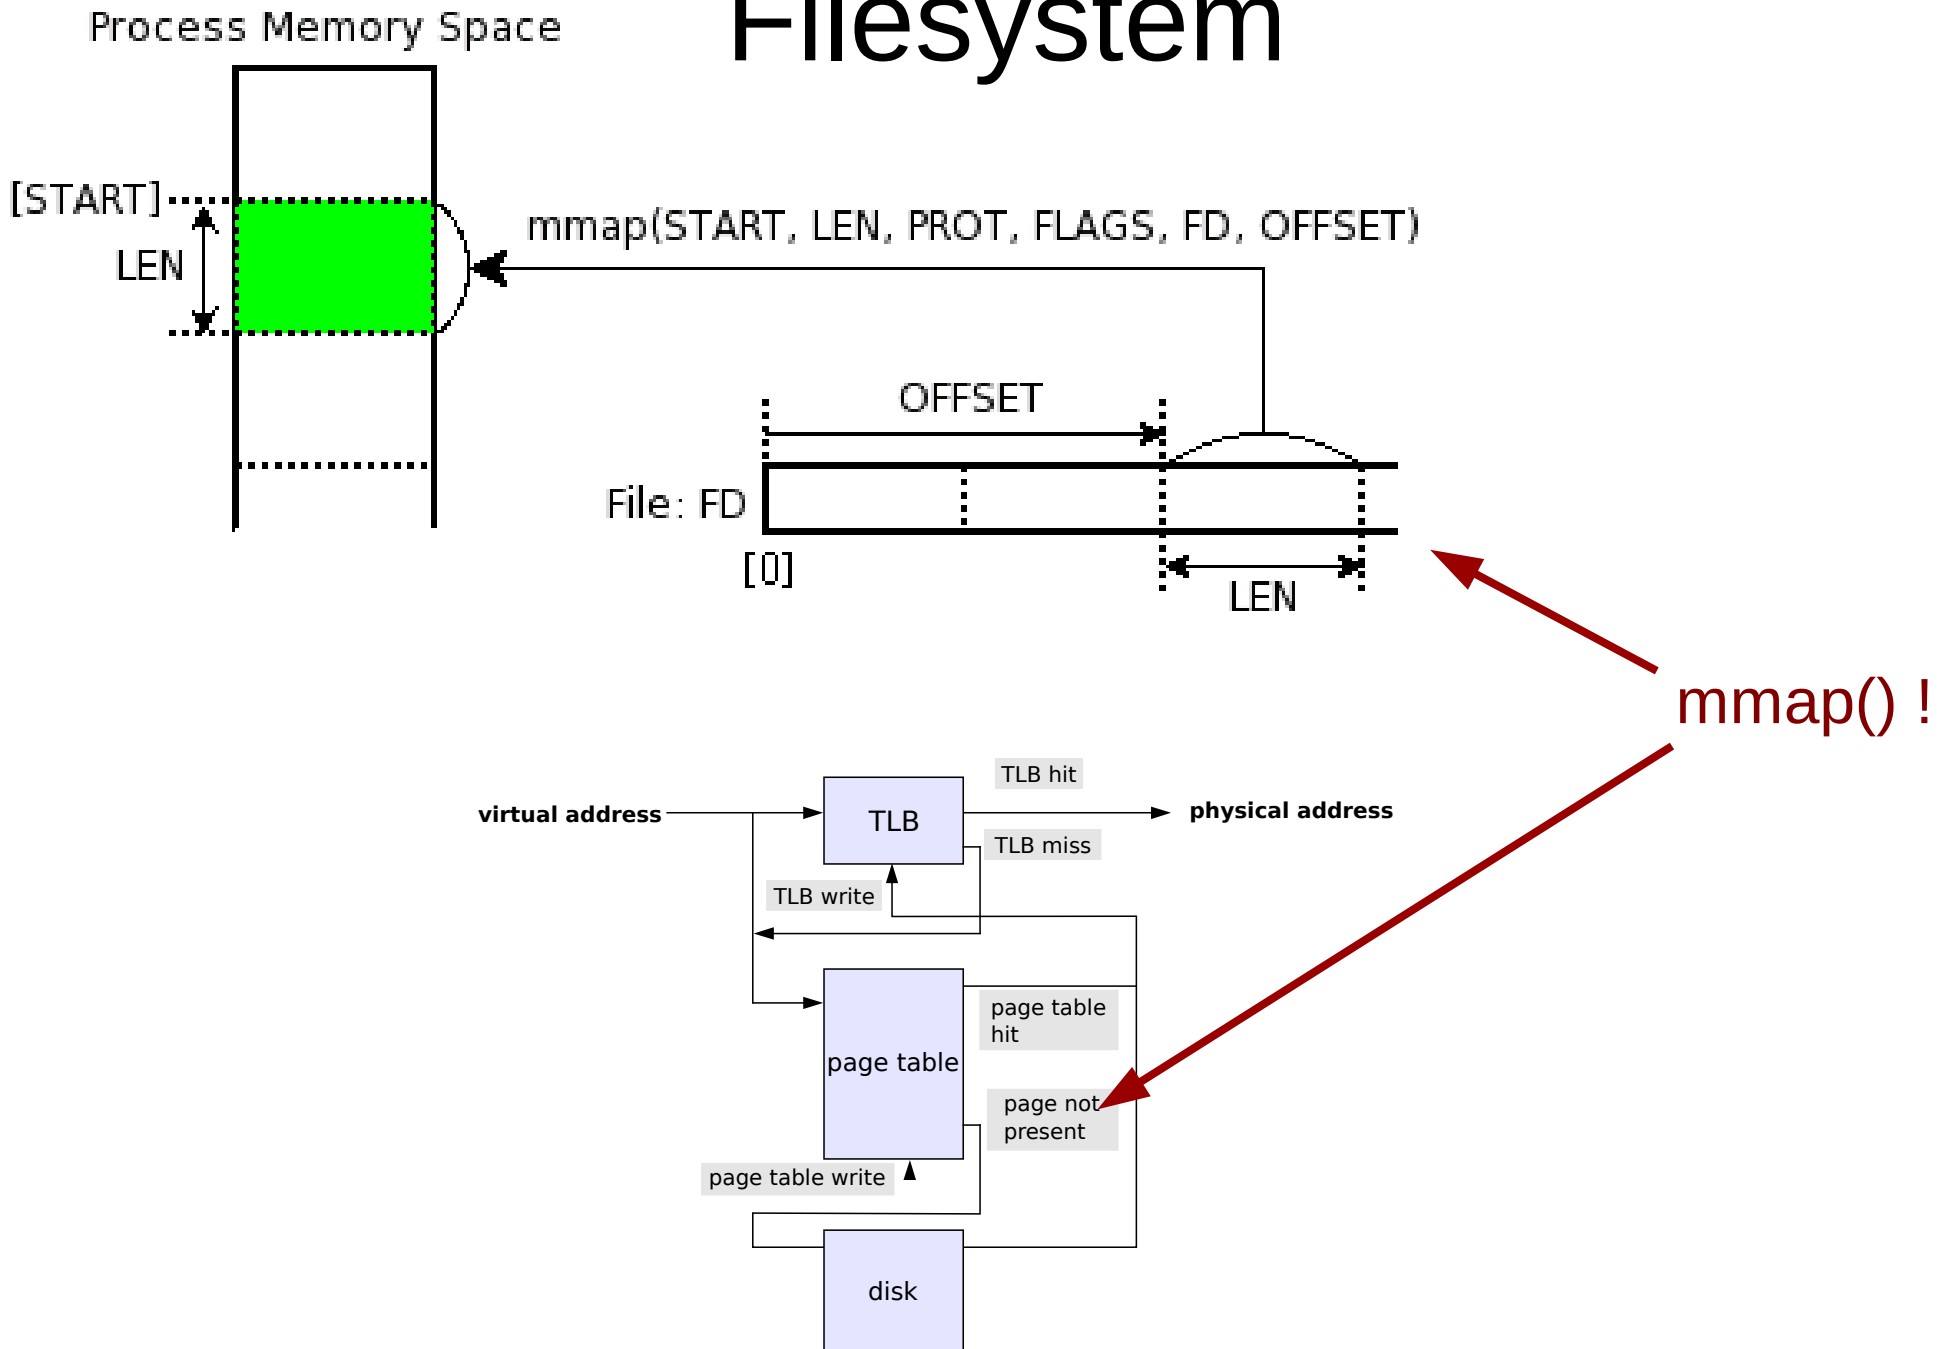 Filesystem
Process Memory Space
[START]
LEN
mmap(START, LEN, PROT, FLAGS, FD, OFFSET)
OFFSET
File: FD
[0]
LEN
mmap() !
TLB hit
virtual address
TLB
physical address
TLB miss
TLB write
page table
hit
page table
page not
present
page table write
disk